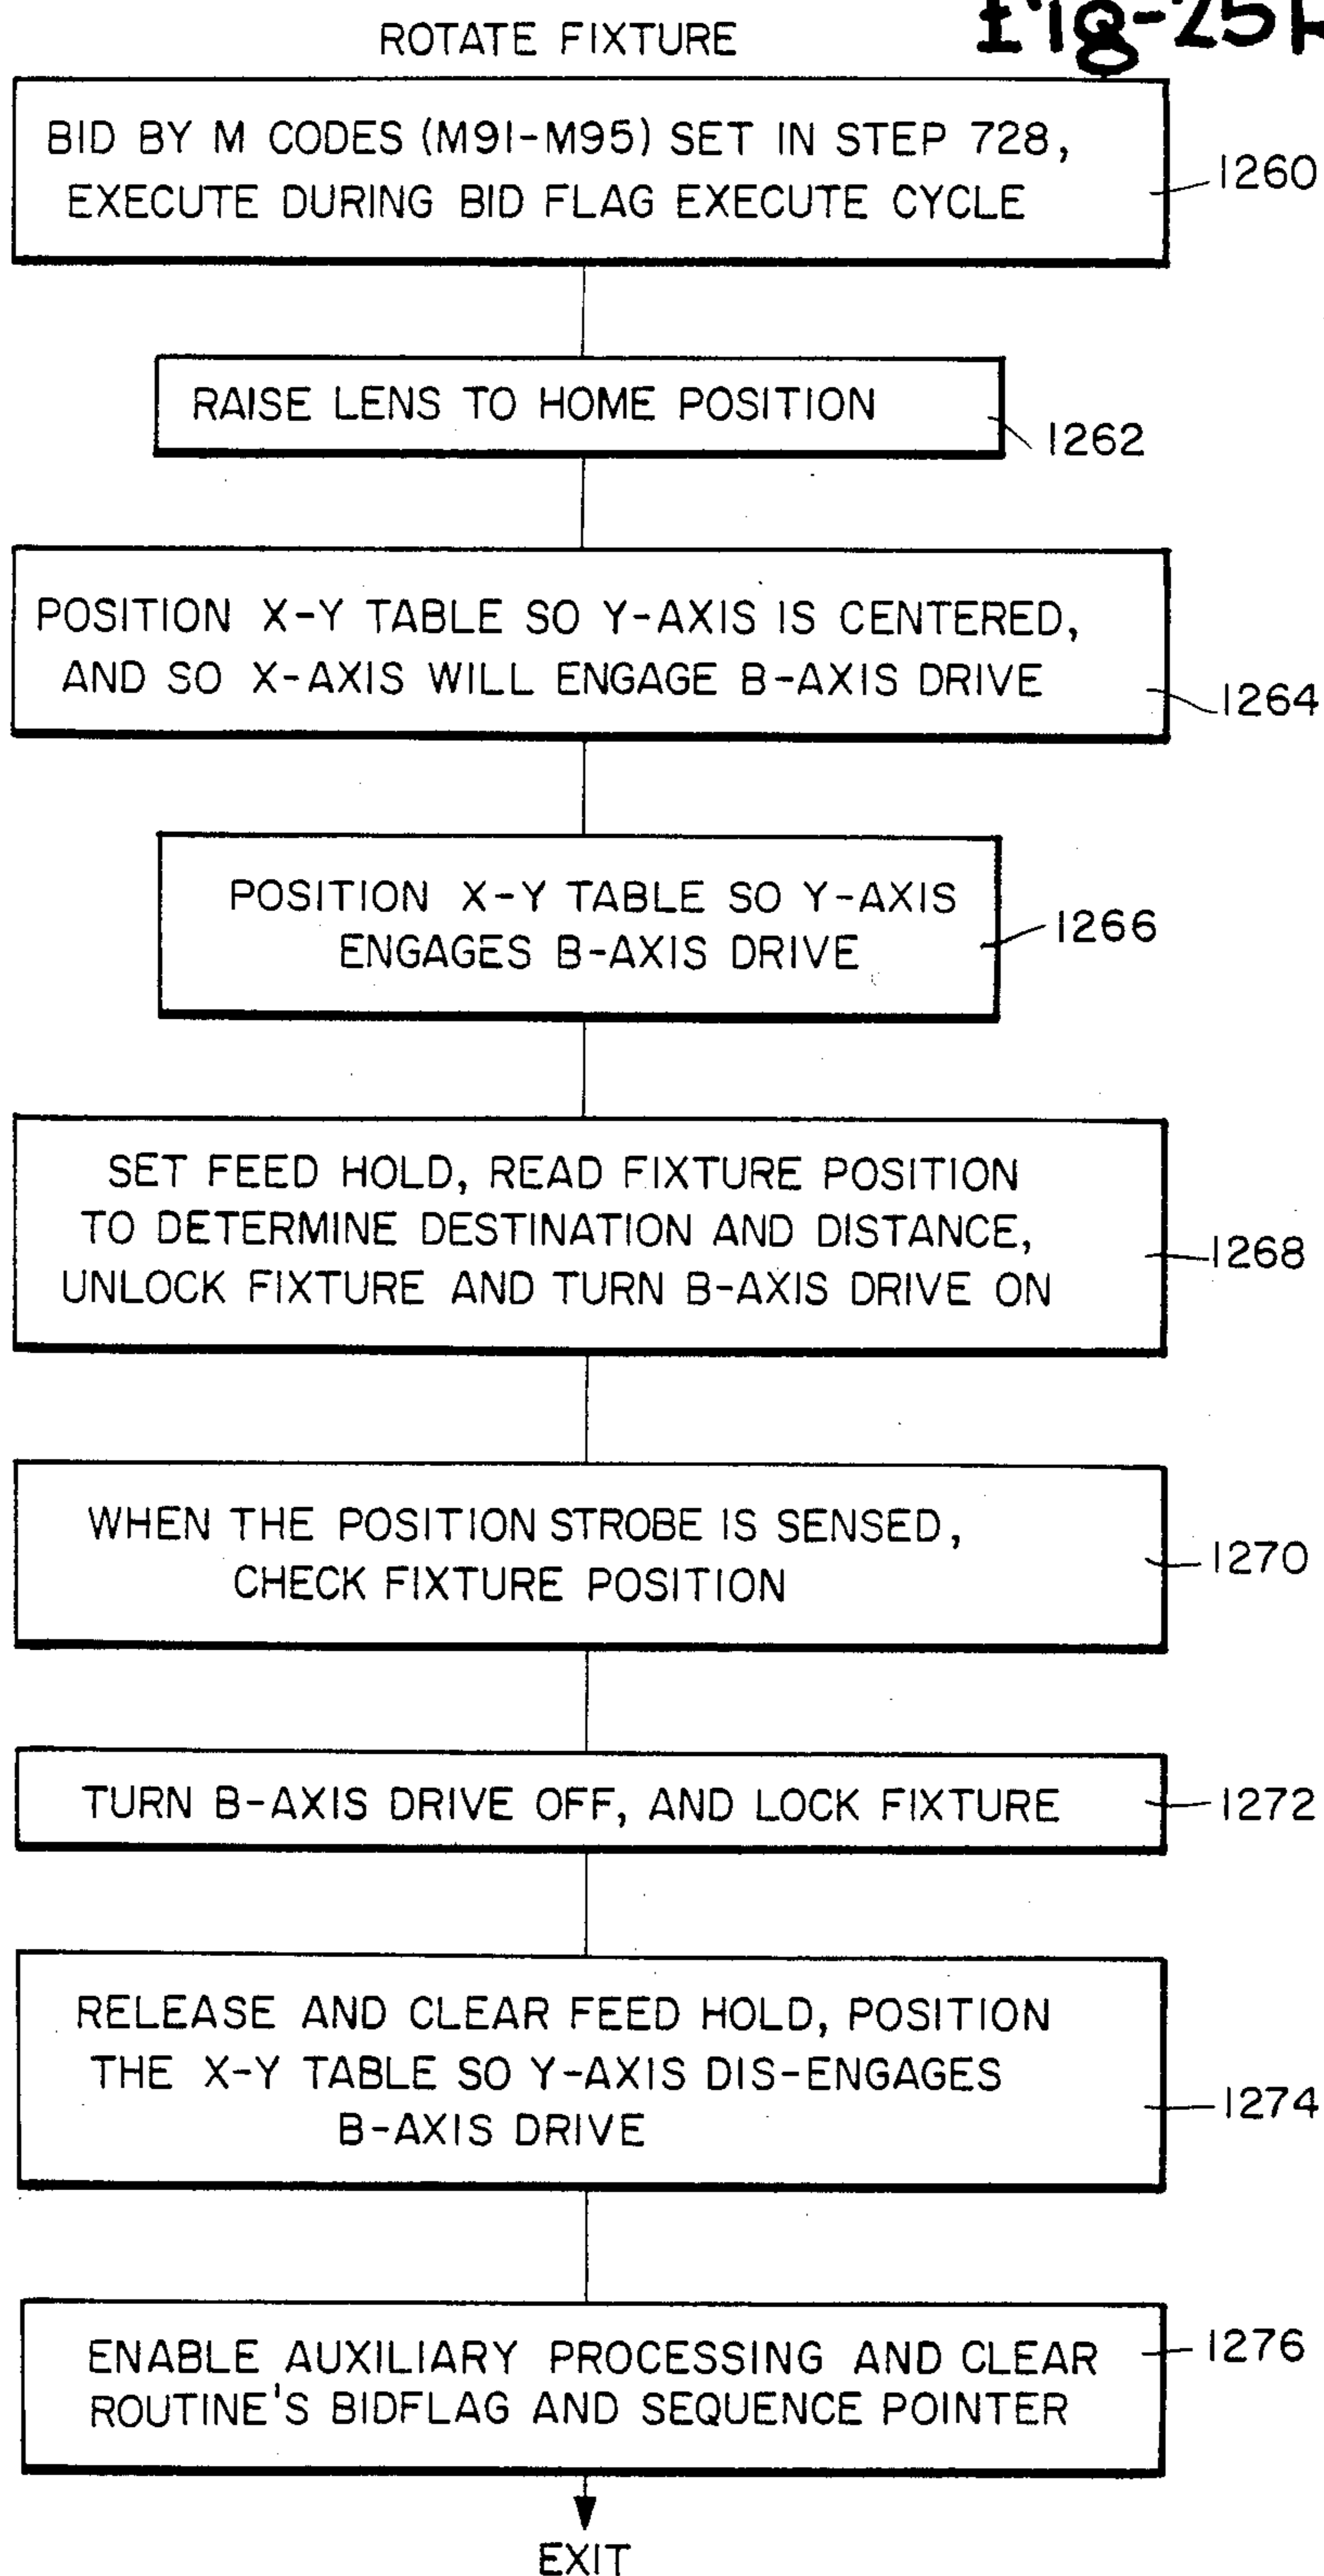 ROTATE FIXTURE
BID BY M CODES (M91-M95) SET IN STEP 728,
EXECUTE DURING BID FLAG EXECUTE CYCLE
1260
RAISE LENS TO HOME POSITION
1262
POSITION X-Y TABLE SO Y-AXIS IS CENTERED,
AND SO X-AXIS WILL ENGAGE B-AXIS DRIVE
1264
POSITION X-Y TABLE SO Y-AXIS
ENGAGES B-AXIS DRIVE
1266
SET FEED HOLD, READ FIXTURE POSITION
TO DETERMINE DESTINATION AND DISTANCE,
UNLOCK FIXTURE AND TURN B-AXIS DRIVE ON
1268
WHEN THE POSITION STROBE IS SENSED,
CHECK FIXTURE POSITION
1270
TURN B-AXIS DRIVE OFF, AND LOCK FIXTURE
1272
RELEASE AND CLEAR FEED HOLD, POSITION
THE X-Y TABLE SO Y-AXIS DIS-ENGAGES
B-AXIS DRIVE
1274
ENABLE AUXILIARY PROCESSING AND CLEAR
ROUTINE'S BIDFLAG AND SEQUENCE POINTER
1276
EXIT